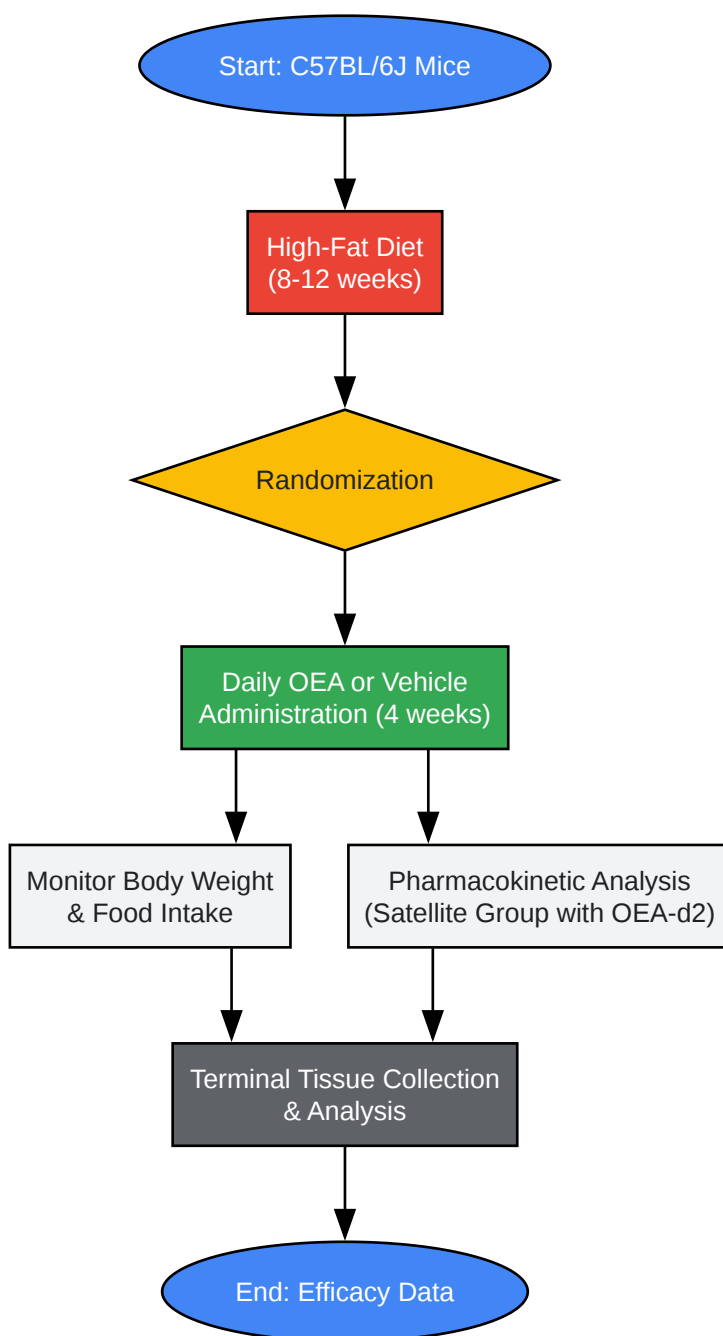 Start: C57BL/6J Mice
High-Fat Diet
(8-12 weeks)
Randomization
Daily OEA or Vehicle
Administration (4 weeks)
Monitor Body Weight
& Food Intake
Pharmacokinetic Analysis
(Satellite Group with OEA-d2)
Terminal Tissue Collection
& Analysis
End: Efficacy Data